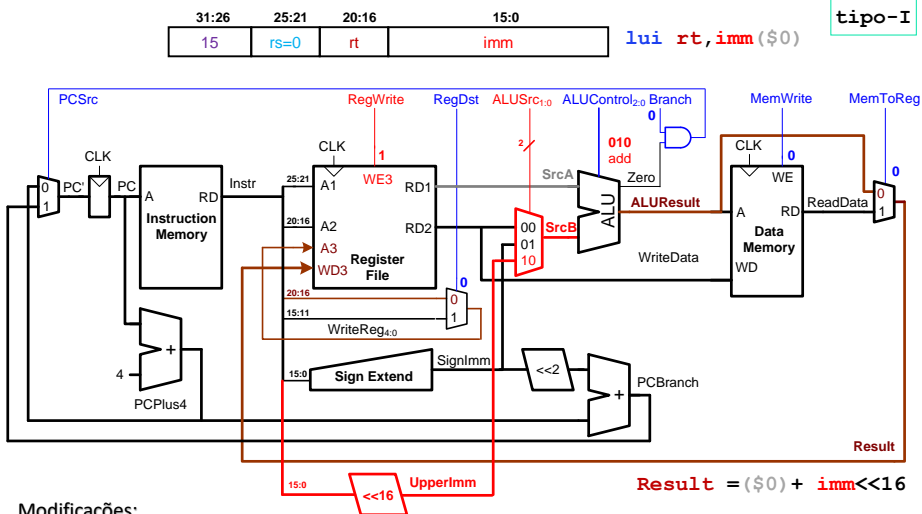 31:26 25:21 20:16 15:0
tipo-I
15 rs=0 rt imm
lui rt,imm($0)
PCSrc RegWrite RegDst ALUSrc1:0 ALUControl2:0 Branch MemWrite MemToReg
0
2
010
add
CLK CLK CLK
1 0 0
0 PC' PC A RD Instr 25:21 A1 WE3 RD1 SrcA Zero WE
1
Instruction Memory
20:16 A2 RD2 00 SrcB ALU ALUResult A RD ReadData 0
01 1
A3 10
Register File
Data Memory
WD3 WriteData WD
0
20:16 0
15:11 1
WriteReg4:0
+
4
PCPlus4
15:0 Sign Extend SignImm <<2 PCBranch
+
Result
15:0 <<16 UpperImm
Result =($0)+ imm<<16
Modificações: